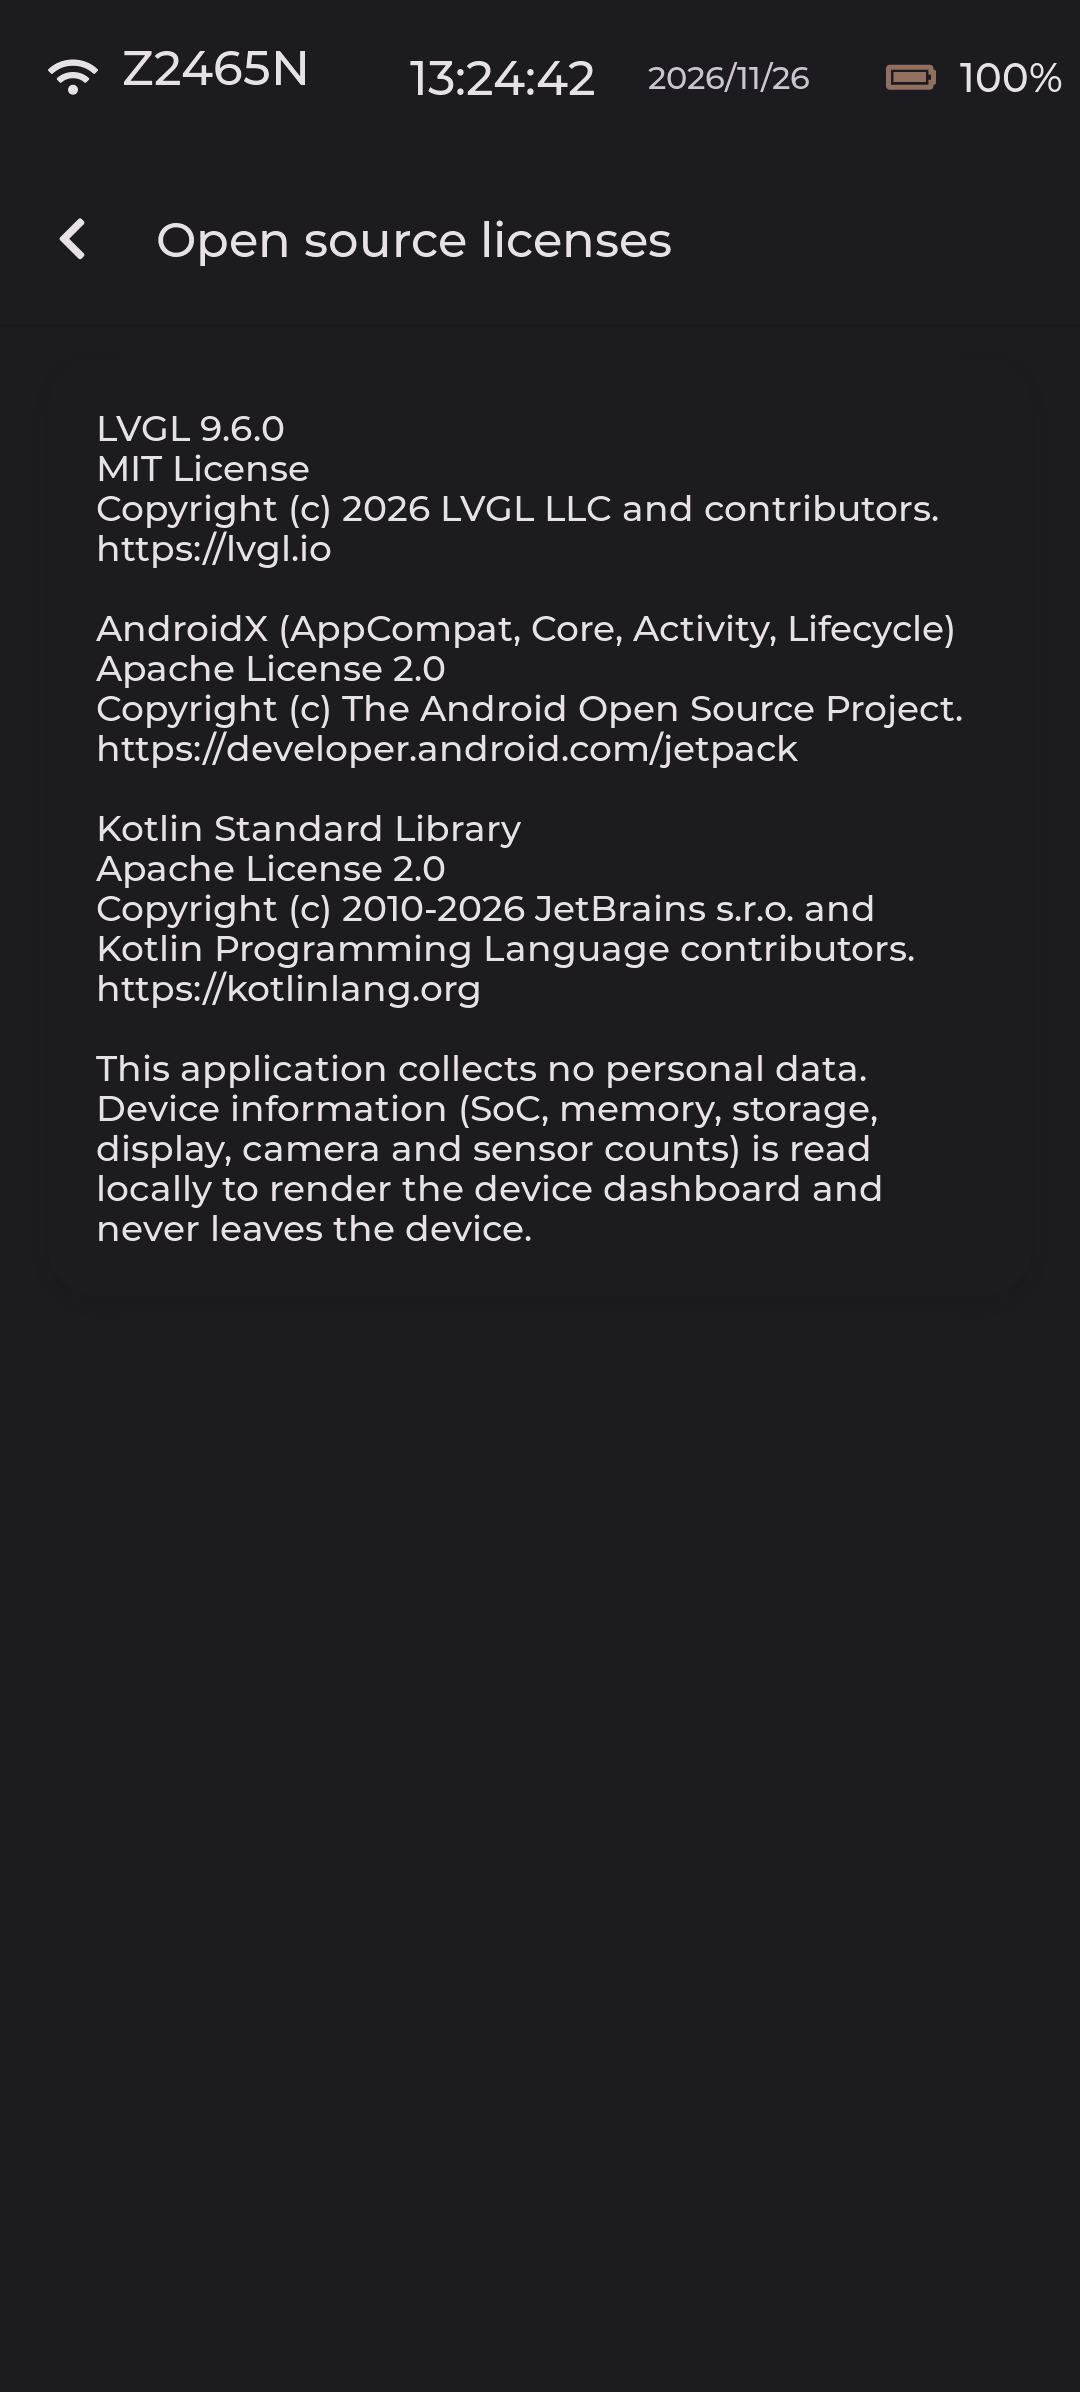 Z2465N 13:24:42 2026/11/26 100%
Open source licenses
LVGL 9.6.0
MIT License
Copyright (c) 2026 LVGL LLC and contributors.
https://lvgl.io
AndroidX (AppCompat, Core, Activity, Lifecycle)
Apache License 2.0
Copyright (c) The Android Open Source Project.
https://developer.android.com/jetpack
Kotlin Standard Library
Apache License 2.0
Copyright (c) 2010-2026 JetBrains s.r.o. and
Kotlin Programming Language contributors.
https://kotlinlang.org
This application collects no personal data.
Device information (SoC, memory, storage,
display, camera and sensor counts) is read
locally to render the device dashboard and
never leaves the device.